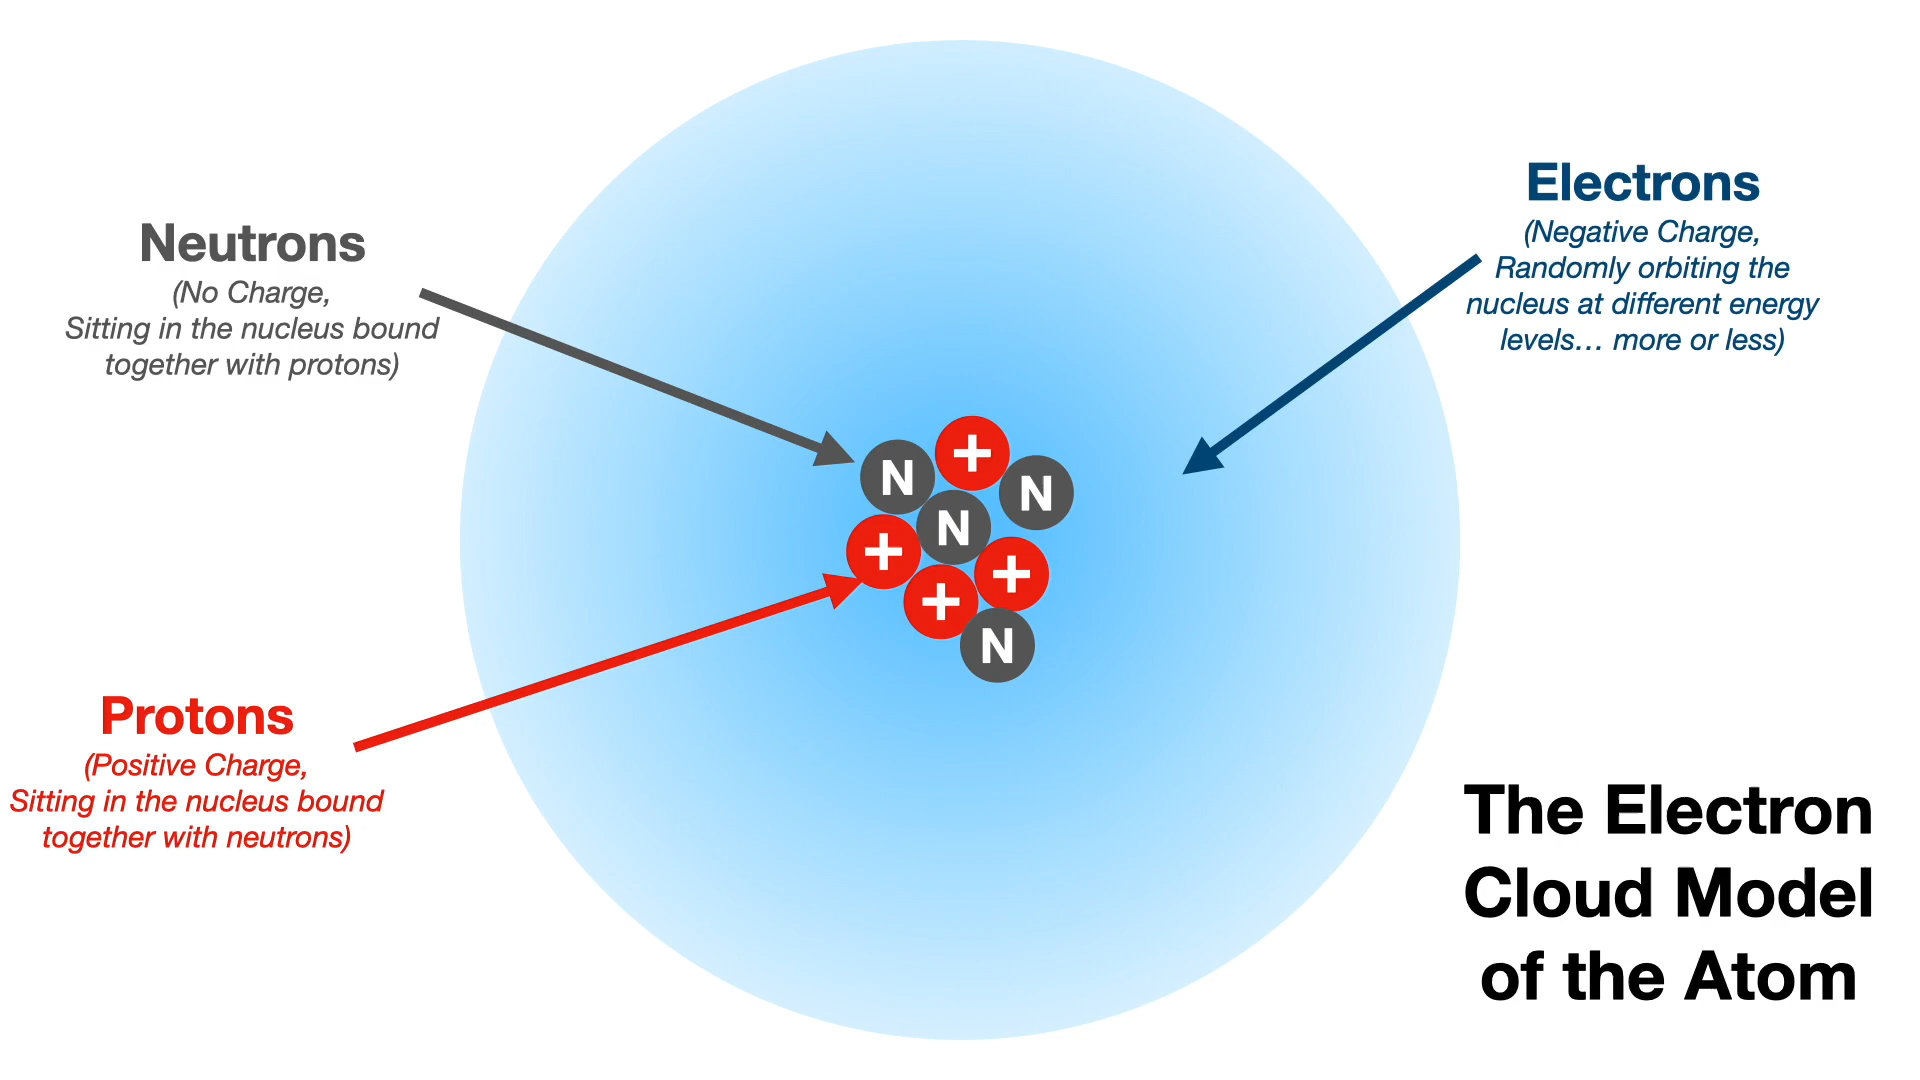 Neutrons
(No Charge,
Sitting in the nucleus bound
together with protons)
Electrons
(Negative Charge,
Randomly orbiting the
nucleus at different energy
levels… more or less)
N
+
N
N
+
+
+
N
Protons
(Positive Charge,
Sitting in the nucleus bound
together with neutrons)
The Electron
Cloud Model
of the Atom